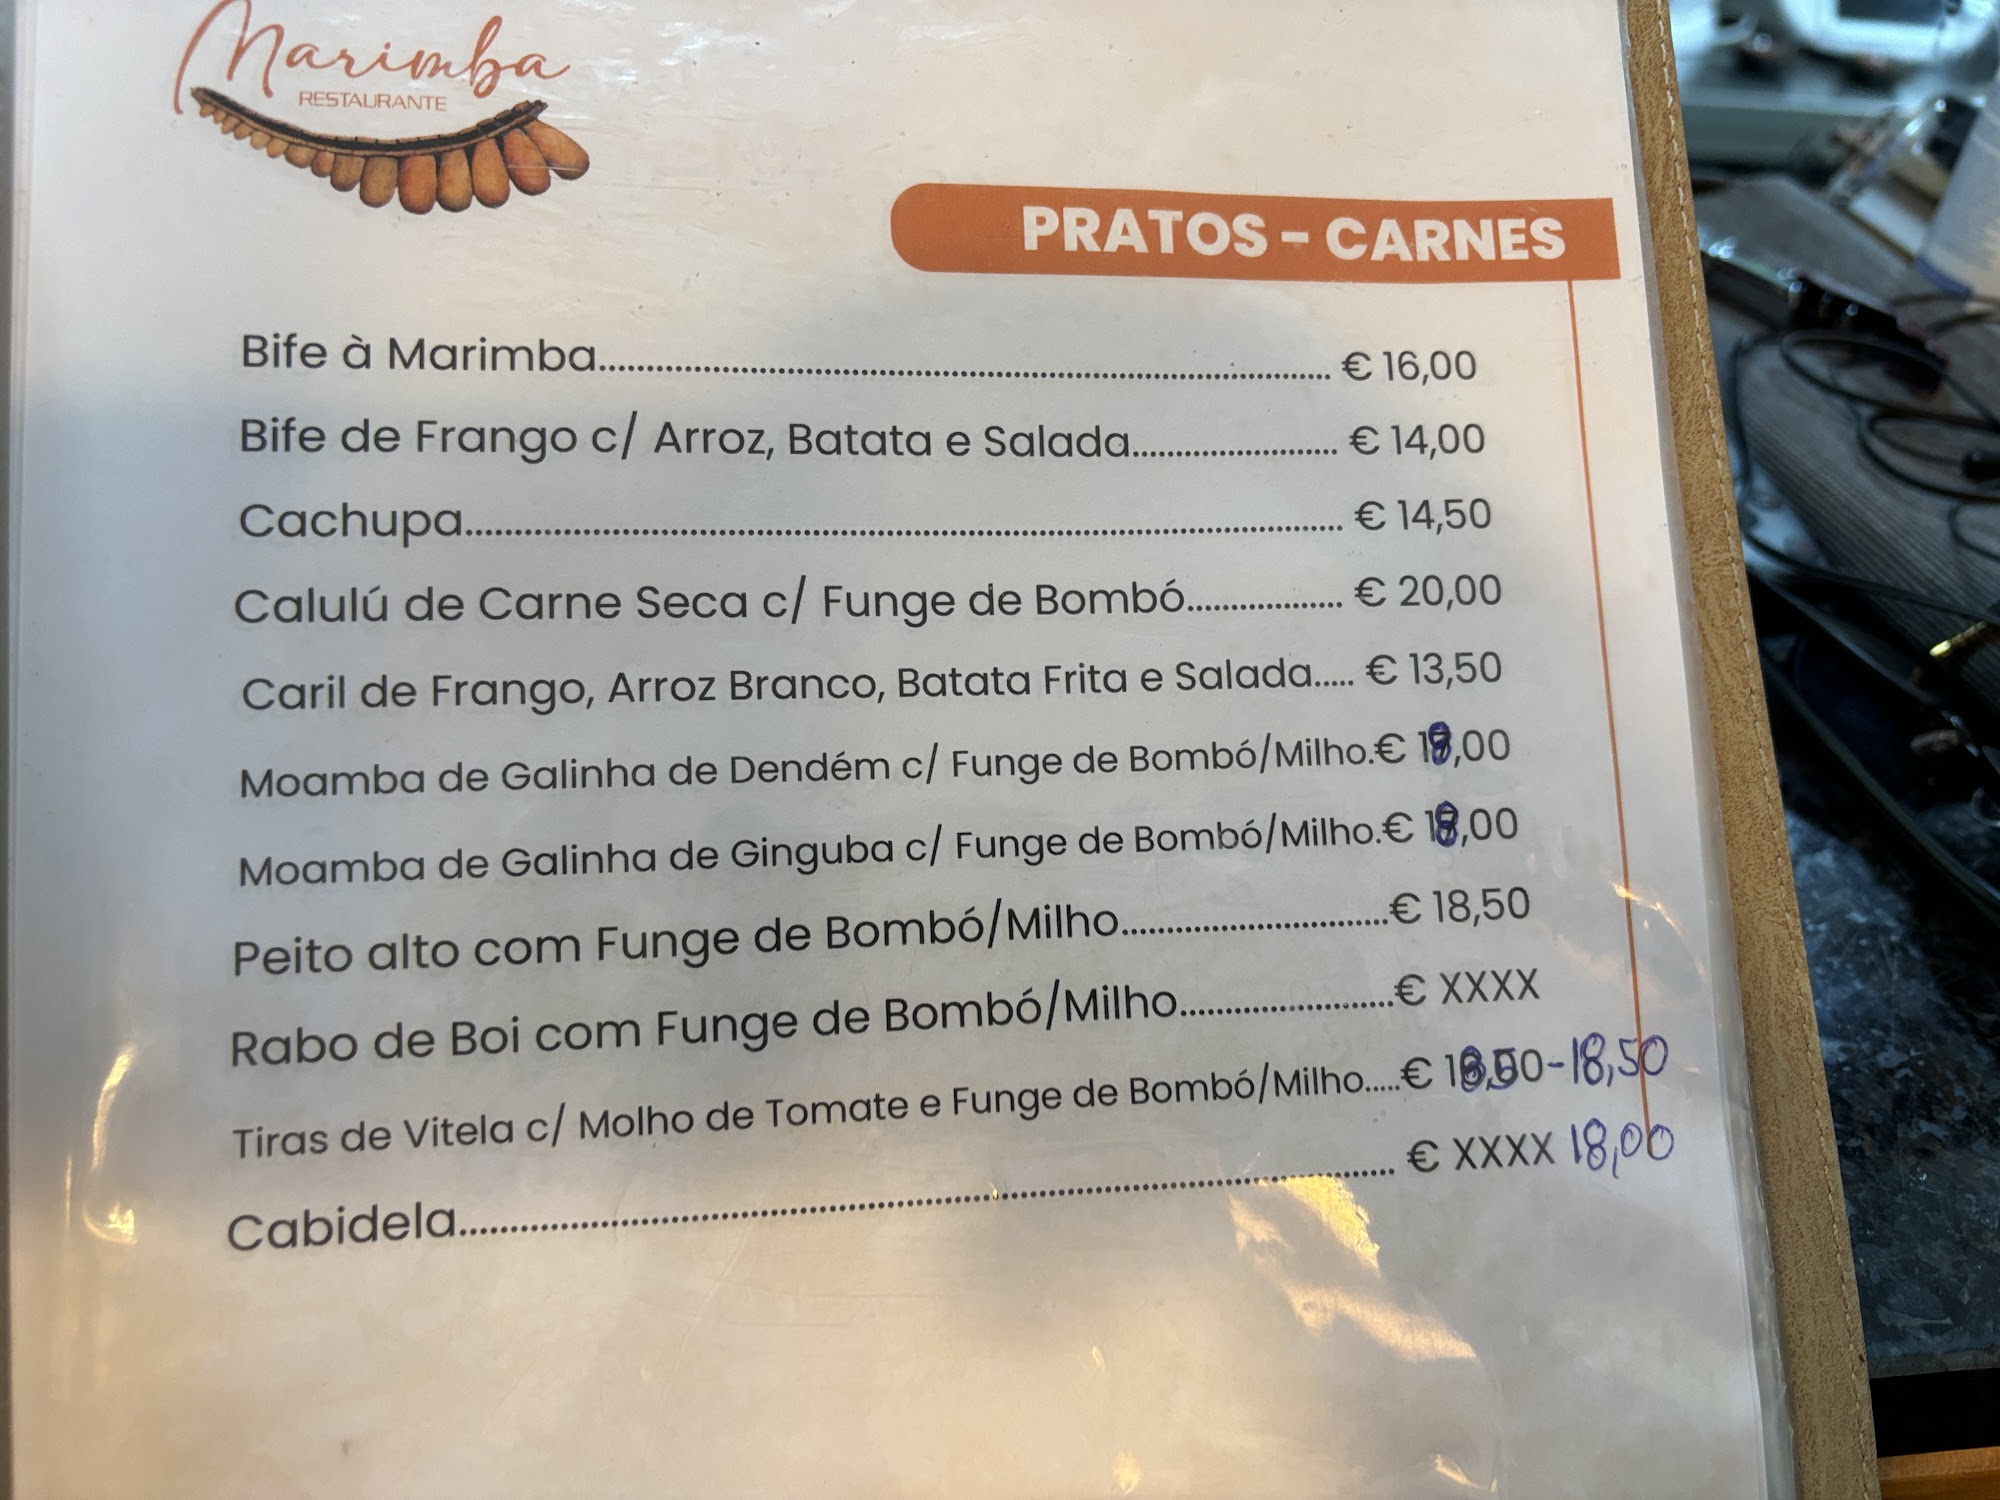 Marimba
RESTAURANTE
PRATOS - CARNES
Bife à Marimba.......... € 16,00
Bife de Frango c/ Arroz, Batata e Salada.......... € 14,00
Cachupa.......... € 14,50
Calulú de Carne Seca c/ Funge de Bombó.......... € 20,00
Caril de Frango, Arroz Branco, Batata Frita e Salada..... € 13,50
Moamba de Galinha de Dendém c/ Funge de Bombó/Milho.€ 19,00
Moamba de Galinha de Ginguba c/ Funge de Bombó/Milho.€ 18,00
Peito alto com Funge de Bombó/Milho..........€ 18,50
Rabo de Boi com Funge de Bombó/Milho..........€ XXXX
Tiras de Vitela c/ Molho de Tomate e Funge de Bombó/Milho.....€ 18,50-18,50
Cabidela.......... € XXXX 18,00